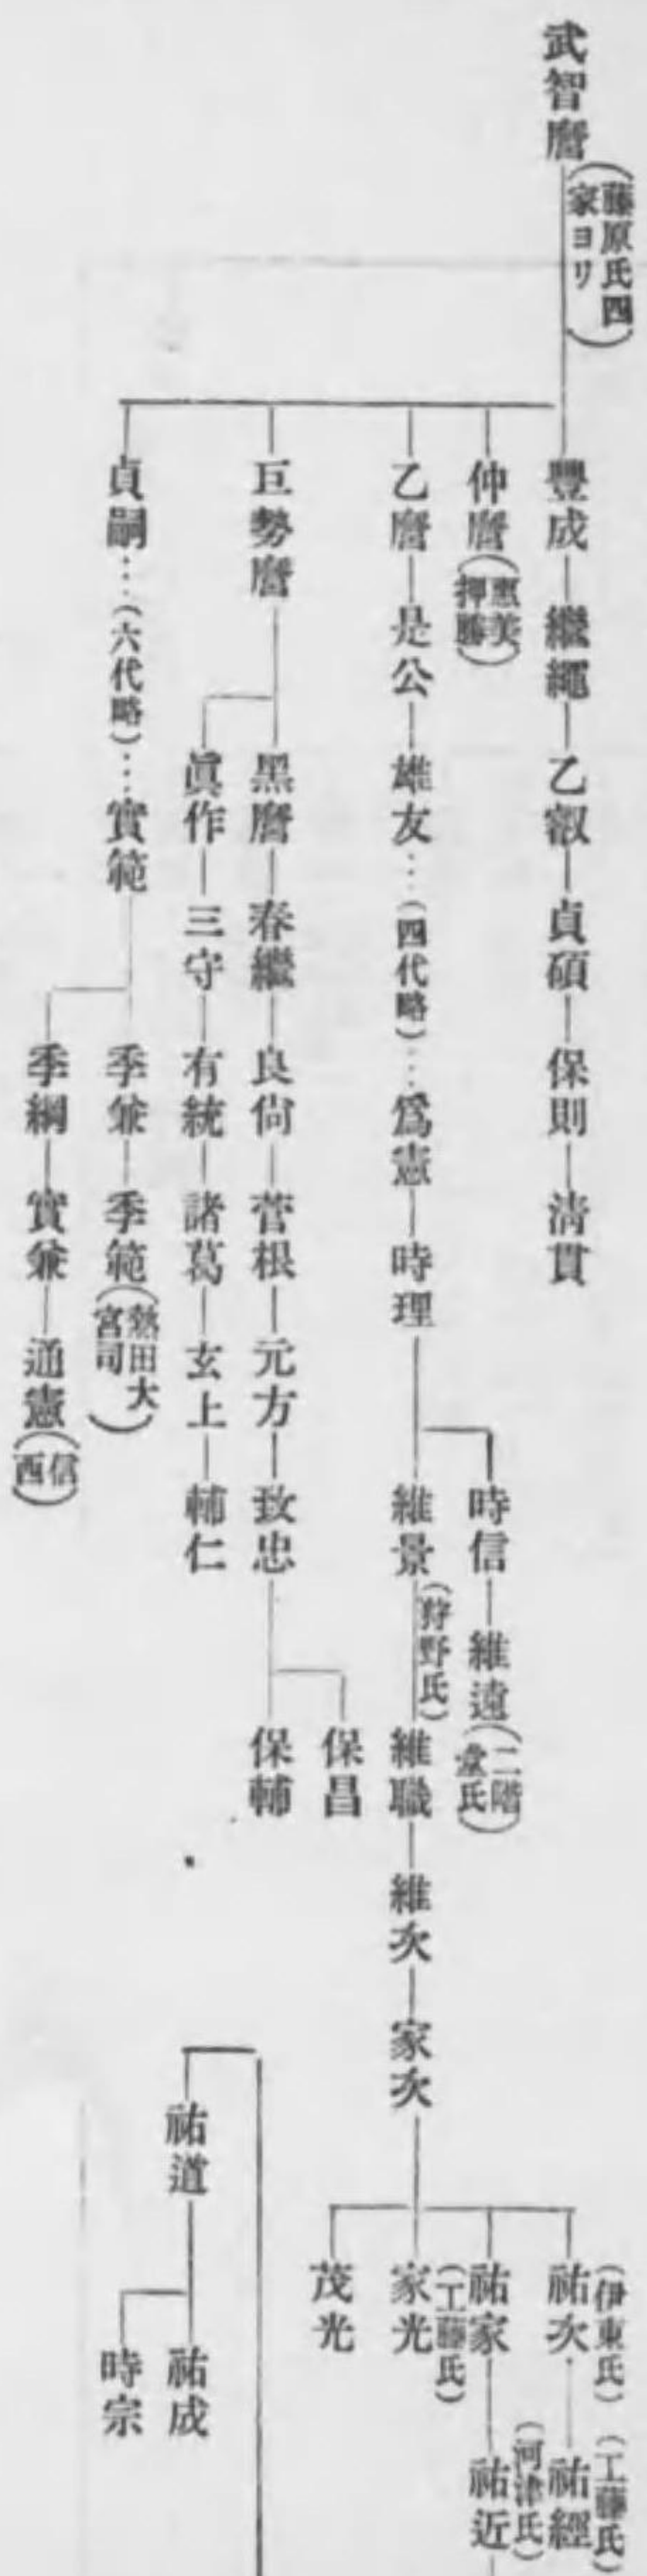 武智麿
(藤原氏四
家ヨリ)
豐成―繼繩―乙叡―貞碩―保則―淸貫
仲麿(惠美
押勝)
乙麿―是公―雄友…(四代略)…爲憲―時理
時信―維遠(二階
堂氏)
維景(狩野氏)―維職―維次―家次
祐次(伊東氏)―祐經(工藤氏)
祐家―祐近(河津氏)
家光(工藤氏)
茂光
巨勢麿
黑麿―春繼―良尙―菅根―元方―致忠
保昌
保輔
眞作―三守―有統―諸葛―玄上―輔仁
貞嗣…(六代略)…實範
季兼―季範(熱田大
宮司)
季綱―實兼―通憲(信
西)
祐道
祐成
時宗